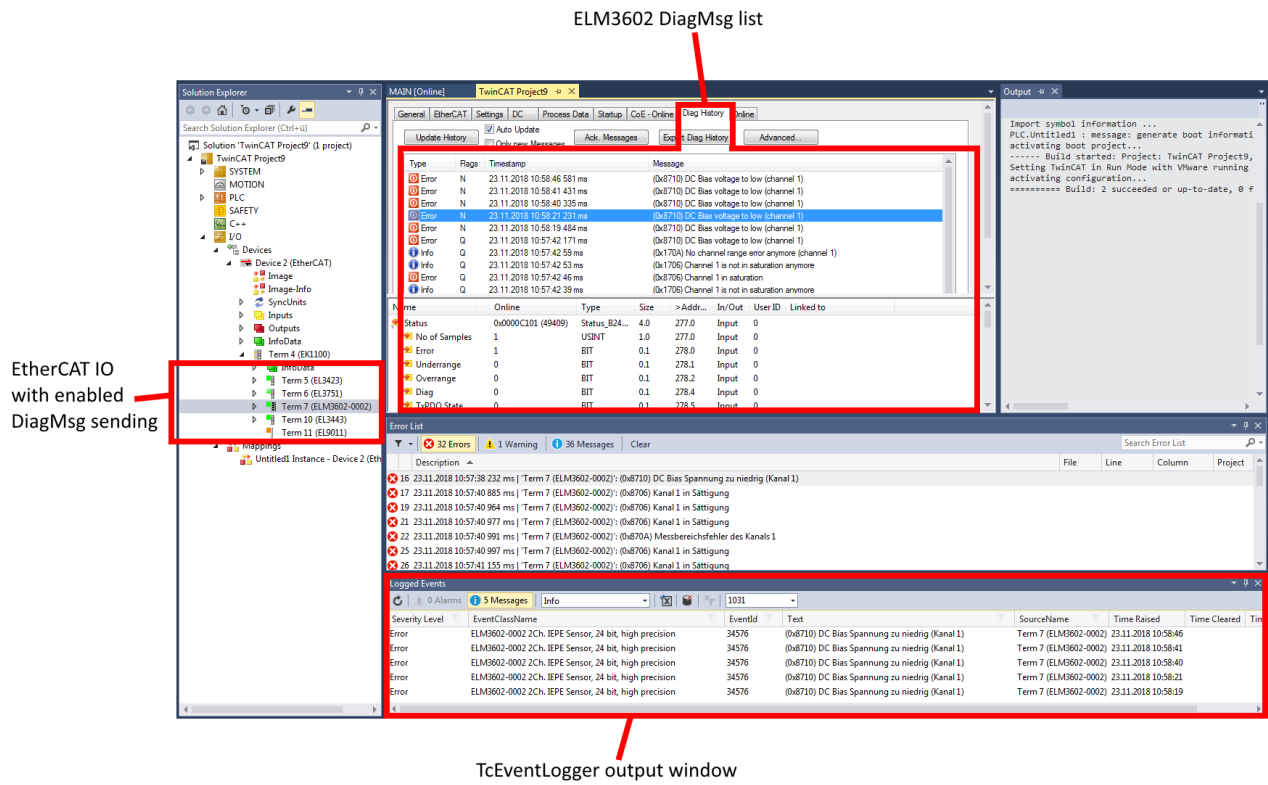 ELM3602 DiagMsg list
Solution Explorer
Search Solution Explorer (Ctrl+ü)
Solution 'TwinCAT Project9' (1 project)
TwinCAT Project9
SYSTEM
MOTION
PLC
SAFETY
C++
I/O
Devices
Device 2 (EtherCAT)
Image
Image-Info
SyncUnits
Inputs
Outputs
InfoData
Term 4 (EK1100)
InfoData
Term 5 (EL3423)
Term 6 (EL3751)
Term 7 (ELM3602-0002)
Term 10 (EL3443)
Term 11 (EL9011)
Mappings
Untitled1 Instance - Device 2 (Eth
EtherCAT IO
with enabled
DiagMsg sending
MAIN [Online] TwinCAT Project9
General EtherCAT Settings DC Process Data Startup CoE - Online Diag History Online
Update History Auto Update Ack. Messages Export Diag History Advanced...
Only new Messages
Type Flags Timestamp Message
Error N 23.11.2018 10:58:46 581 ms (0x8710) DC Bias voltage to low (channel 1)
Error N 23.11.2018 10:58:41 431 ms (0x8710) DC Bias voltage to low (channel 1)
Error N 23.11.2018 10:58:40 335 ms (0x8710) DC Bias voltage to low (channel 1)
Error N 23.11.2018 10:58:21 231 ms (0x8710) DC Bias voltage to low (channel 1)
Error N 23.11.2018 10:58:19 484 ms (0x8710) DC Bias voltage to low (channel 1)
Error Q 23.11.2018 10:57:42 171 ms (0x8710) DC Bias voltage to low (channel 1)
Info Q 23.11.2018 10:57:42 59 ms (0x170A) No channel range error anymore (channel 1)
Info Q 23.11.2018 10:57:42 53 ms (0x1706) Channel 1 is not in saturation anymore
Error Q 23.11.2018 10:57:42 46 ms (0x8706) Channel 1 in saturation
Info Q 23.11.2018 10:57:42 39 ms (0x1706) Channel 1 is not in saturation anymore
Name Online Type Size >Addr... In/Out User ID Linked to
Status 0x0000C101 (49409) Status_B24... 4.0 277.0 Input 0
No of Samples 1 USINT 1.0 277.0 Input 0
Error 1 BIT 0.1 278.0 Input 0
Underrange 0 BIT 0.1 278.1 Input 0
Overrange 0 BIT 0.1 278.2 Input 0
Diag 0 BIT 0.1 278.4 Input 0
TxPDO State 0 BIT 0.1 278.5 Input 0
Output
Import symbol information ...
PLC.Untitled1 : message: generate boot informati
activating boot project...
------ Build started: Project: TwinCAT Project9,
Setting TwinCAT in Run Mode with VMware running
activating configuration...
========== Build: 2 succeeded or up-to-date, 0 f
Error List
32 Errors 1 Warning 36 Messages Clear Search Error List
Description File Line Column Project
16 23.11.2018 10:57:38 232 ms | 'Term 7 (ELM3602-0002)': (0x8710) DC Bias Spannung zu niedrig (Kanal 1)
17 23.11.2018 10:57:40 885 ms | 'Term 7 (ELM3602-0002)': (0x8706) Kanal 1 in Sättigung
19 23.11.2018 10:57:40 964 ms | 'Term 7 (ELM3602-0002)': (0x8706) Kanal 1 in Sättigung
21 23.11.2018 10:57:40 977 ms | 'Term 7 (ELM3602-0002)': (0x8706) Kanal 1 in Sättigung
22 23.11.2018 10:57:40 991 ms | 'Term 7 (ELM3602-0002)': (0x870A) Messbereichsfehler des Kanals 1
25 23.11.2018 10:57:40 997 ms | 'Term 7 (ELM3602-0002)': (0x8706) Kanal 1 in Sättigung
26 23.11.2018 10:57:41 155 ms | 'Term 7 (ELM3602-0002)': (0x8706) Kanal 1 in Sättigung
Logged Events
0 Alarms 5 Messages Info 1031
Severity Level EventClassName EventId Text SourceName Time Raised Time Cleared Tim
Error ELM3602-0002 2Ch. IEPE Sensor, 24 bit, high precision 34576 (0x8710) DC Bias Spannung zu niedrig (Kanal 1) Term 7 (ELM3602-0002) 23.11.2018 10:58:46
Error ELM3602-0002 2Ch. IEPE Sensor, 24 bit, high precision 34576 (0x8710) DC Bias Spannung zu niedrig (Kanal 1) Term 7 (ELM3602-0002) 23.11.2018 10:58:41
Error ELM3602-0002 2Ch. IEPE Sensor, 24 bit, high precision 34576 (0x8710) DC Bias Spannung zu niedrig (Kanal 1) Term 7 (ELM3602-0002) 23.11.2018 10:58:40
Error ELM3602-0002 2Ch. IEPE Sensor, 24 bit, high precision 34576 (0x8710) DC Bias Spannung zu niedrig (Kanal 1) Term 7 (ELM3602-0002) 23.11.2018 10:58:21
Error ELM3602-0002 2Ch. IEPE Sensor, 24 bit, high precision 34576 (0x8710) DC Bias Spannung zu niedrig (Kanal 1) Term 7 (ELM3602-0002) 23.11.2018 10:58:19
TcEventLogger output window